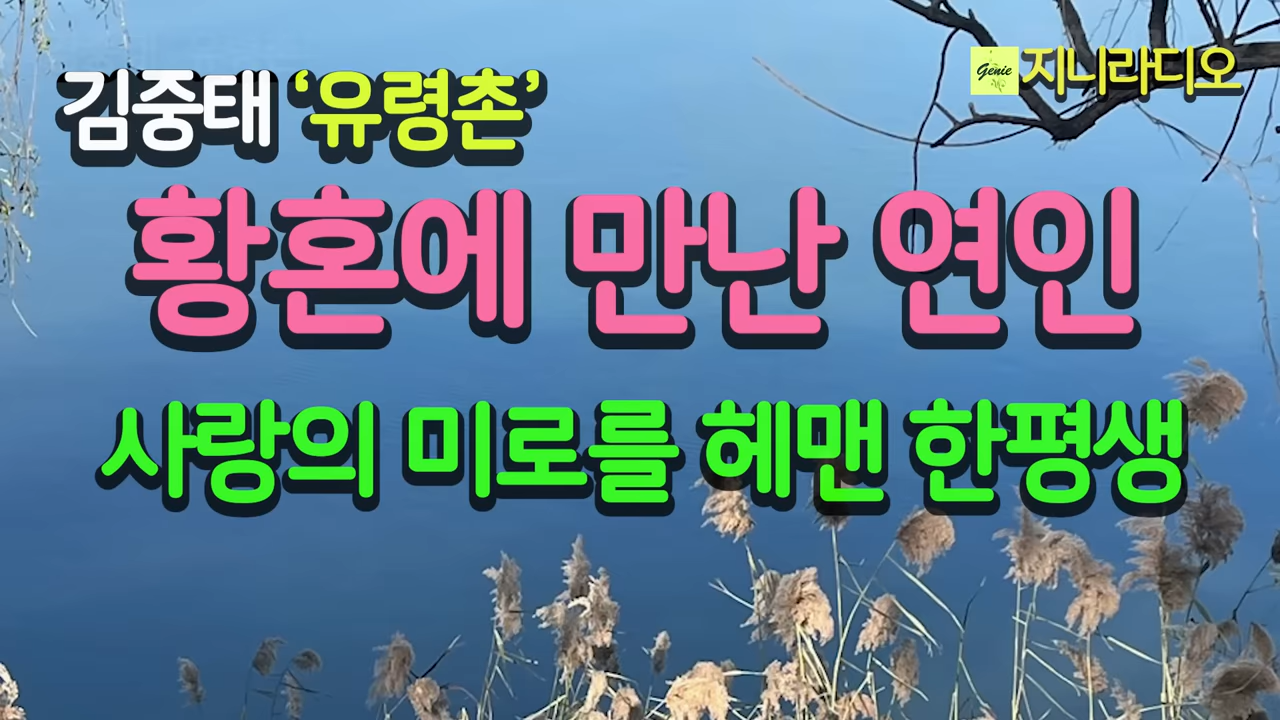 김중태 ‘유령촌’
Genie 지니라디오
황혼에 만난 연인
사랑의 미로를 헤맨 한평생